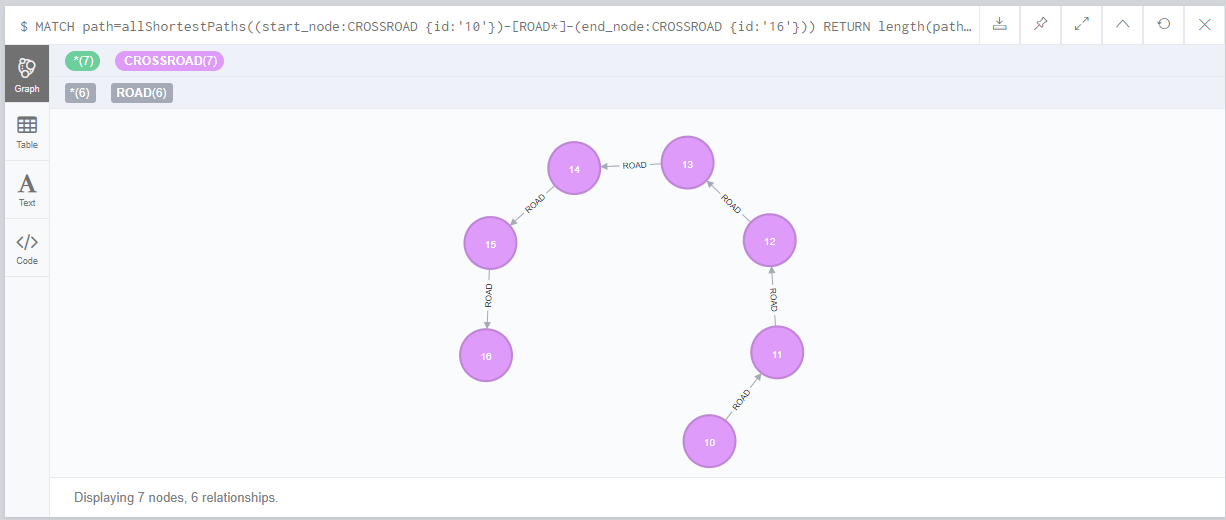 $ MATCH path=allShortestPaths((start_node:CROSSROAD {id:'10'})-[ROAD*]-(end_node:CROSSROAD {id:'16'})) RETURN length(path…
*(7) CROSSROAD(7)
*(6) ROAD(6)
Graph
Table
A
Text
</>
Code
14 ROAD 13
ROAD
ROAD
15
12
ROAD
ROAD
16
11
ROAD
10
Displaying 7 nodes, 6 relationships.